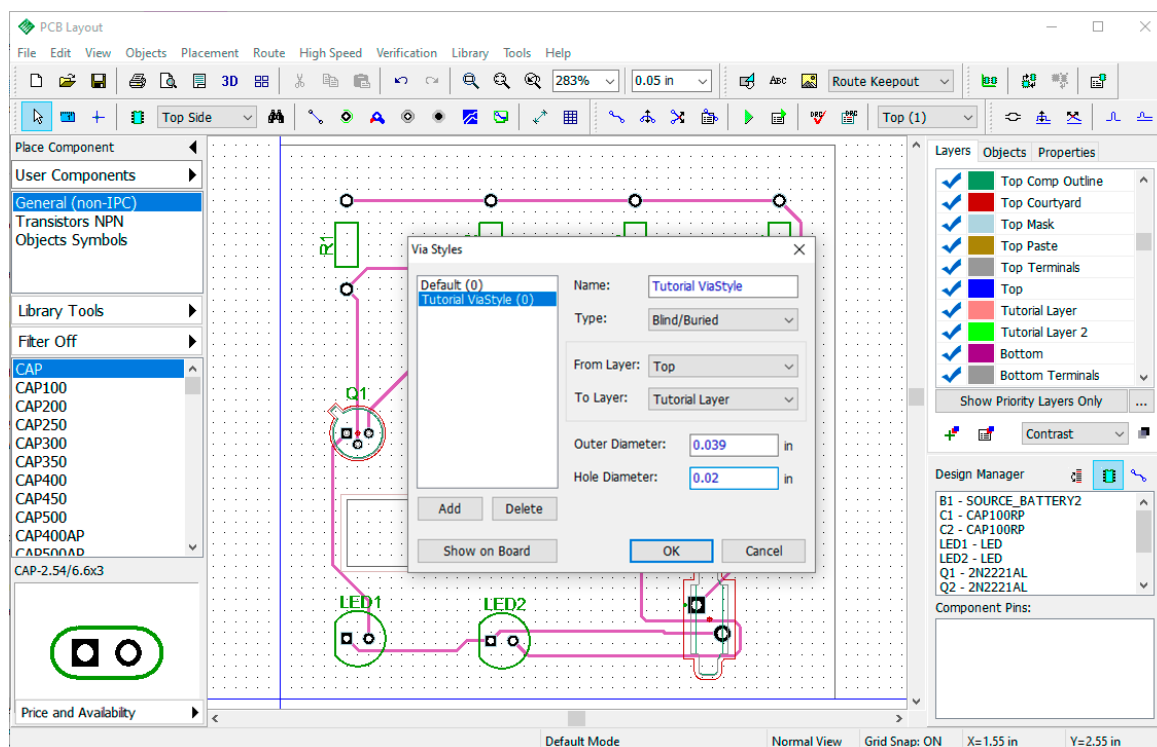 PCB Layout
File Edit View Objects Placement Route High Speed Verification Library Tools Help
3D 283% 0.05 in ABC Route Keepout
Top Side DRC DRC Top (1)
Place Component
User Components
General (non-IPC)
Transistors NPN
Objects Symbols
Library Tools
Filter Off
CAP
CAP100
CAP200
CAP250
CAP300
CAP350
CAP400
CAP450
CAP500
CAP400AP
CAP500AP
CAP-2.54/6.6x3
Price and Availability
R1
Q1
LED1
LED2
Via Styles
Default (0)
Tutorial ViaStyle (0)
Add Delete
Show on Board
Name: Tutorial ViaStyle
Type: Blind/Buried
From Layer: Top
To Layer: Tutorial Layer
Outer Diameter: 0.039 in
Hole Diameter: 0.02 in
OK Cancel
Layers Objects Properties
Top Comp Outline
Top Courtyard
Top Mask
Top Paste
Top Terminals
Top
Tutorial Layer
Tutorial Layer 2
Bottom
Bottom Terminals
Show Priority Layers Only ...
Contrast
Design Manager
B1 - SOURCE_BATTERY2
C1 - CAP100RP
C2 - CAP100RP
LED1 - LED
LED2 - LED
Q1 - 2N2221AL
Q2 - 2N2221AL
Component Pins:
Default Mode Normal View Grid Snap: ON X=1.55 in Y=2.55 in